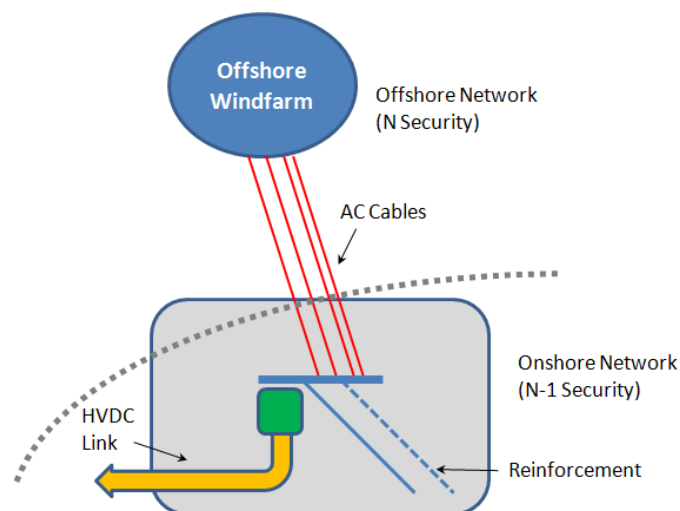 Offshore
Windfarm
Offshore Network
(N Security)
AC Cables
Onshore Network
(N-1 Security)
HVDC
Link
Reinforcement